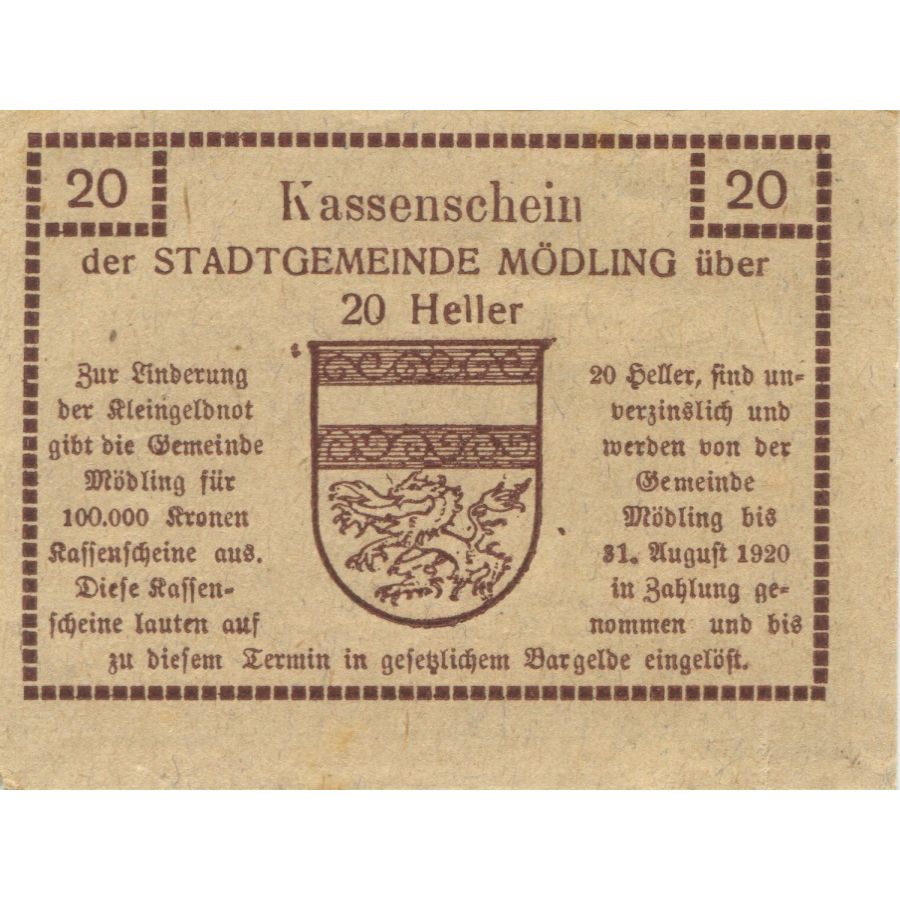 20
20
Kassenschein
der STADTGEMEINDE MÖDLING über
20 Heller
Zur Linderung
der Kleingeldnot
gibt die Gemeinde
Mödling für
100.000 Kronen
Kassenscheine aus.
Diese Kassen-
scheine lauten auf
20 Heller, sind un-
verzinslich und
werden von der
Gemeinde
Mödling bis
31. August 1920
in Zahlung ge-
nommen und bis
zu diesem Termin in gesetzlichem Bargelde eingelöst.